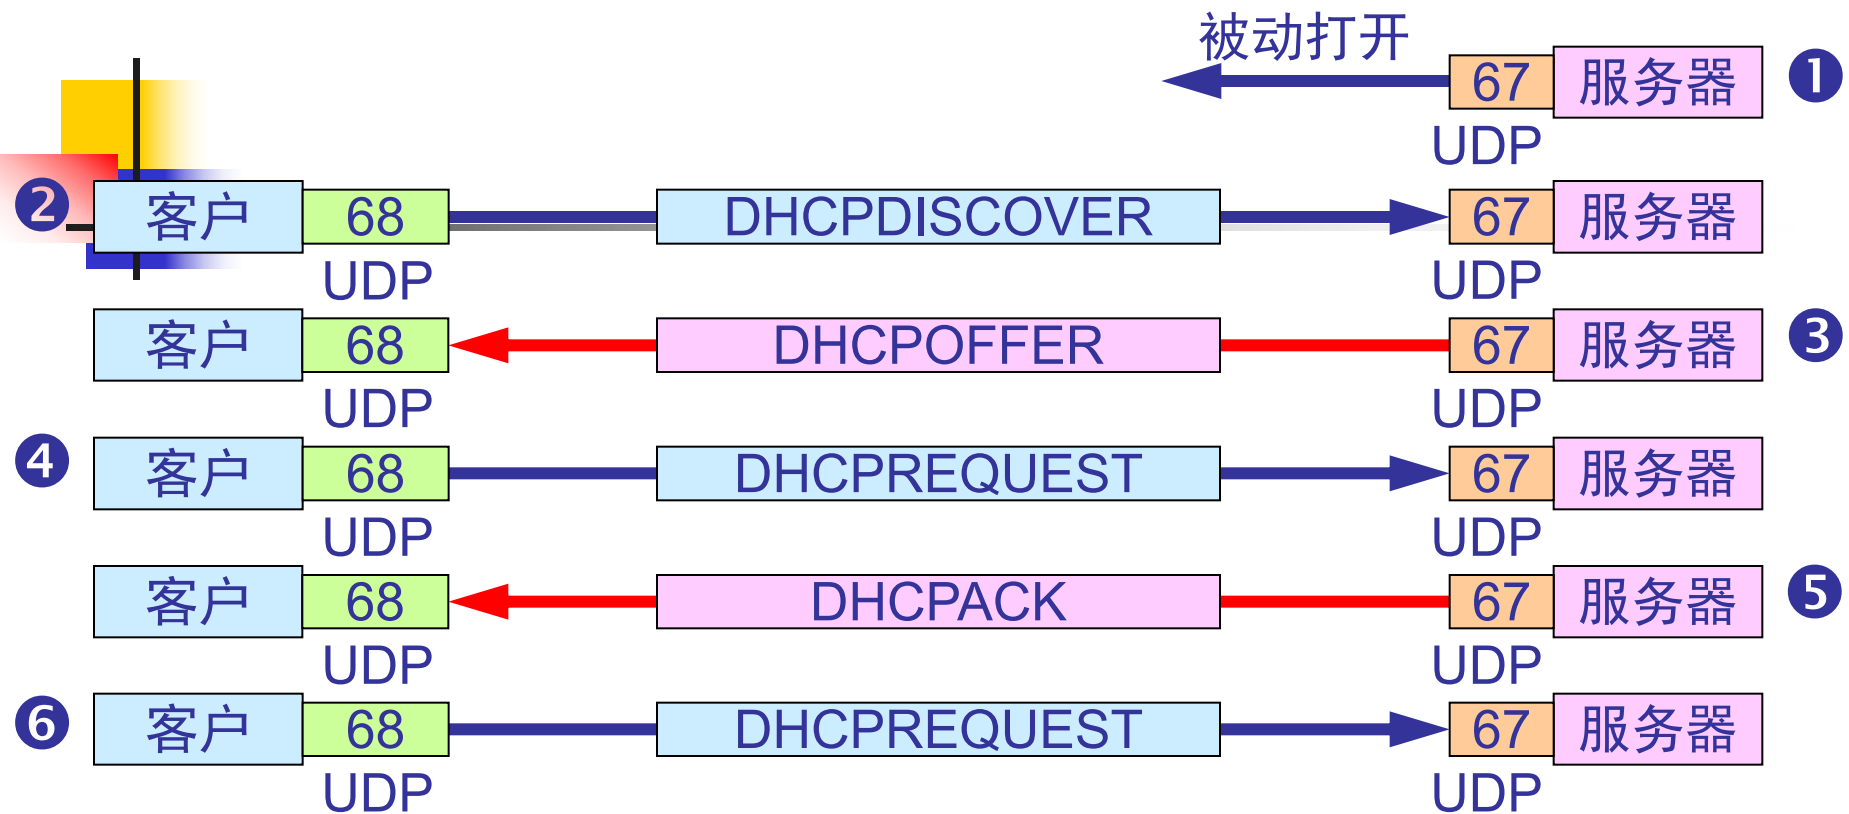 被动打开
67 服务器 ❶
UDP
❷ 客户 68 DHCPDISCOVER 67 服务器
UDP UDP
客户 68 DHCPOFFER 67 服务器 ❸
UDP UDP
❹ 客户 68 DHCPREQUEST 67 服务器
UDP UDP
客户 68 DHCPACK 67 服务器 ❺
UDP UDP
❻ 客户 68 DHCPREQUEST 67 服务器
UDP UDP